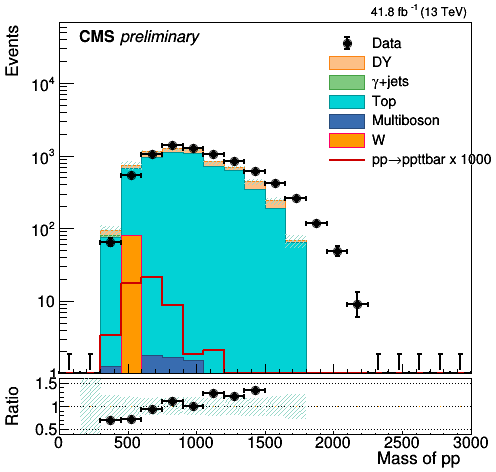 41.8 fb⁻¹ (13 TeV)
CMS preliminary
Events
Data
DY
γ+jets
Top
Multiboson
W
pp→ppttbar x 1000
10⁴
10³
10²
10
1
Ratio
1.5
1
0.5
0 500 1000 1500 2000 2500 3000
Mass of pp